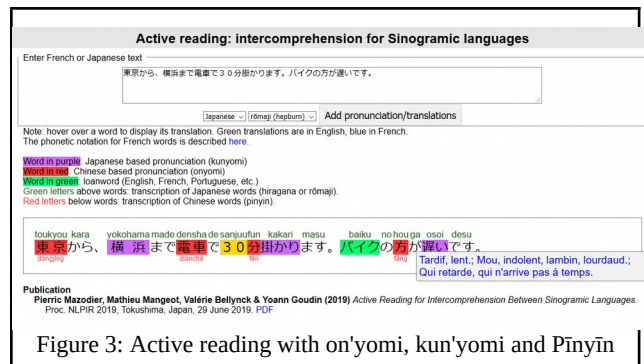 Active reading: intercomprehension for Sinogramic languages
Enter French or Japanese text
東京から、横浜まで電車で３０分掛かります。バイクの方が遅いです。
Japanese rōmaji (hepburn) Add pronunciation/translations
Note: hover over a word to display its translation. Green translations are in English, blue in French.
The phonetic notation for French words is described here.
Word in purple: Japanese based pronunciation (kunyomi)
Word in red: Chinese based pronunciation (onyomi)
Word in green: loanword (English, French, Portuguese, etc.)
Green letters above words: transcription of Japanese words (hiragana or rōmaji).
Red letters below words: transcription of Chinese words (pinyin).
toukyou kara yokohama made densha de sanjuufun kakari masu baiku no hou ga osoi desu
東京から、横浜まで電車で３０分掛かります。バイクの方が遅いです。
dōngjīng diànchē fēn fāng
Tardif, lent.; Mou, indolent, lambin, lourdaud.;
Qui retarde, qui n'arrive pas à temps.
Publication
Pierric Mazodier, Mathieu Mangeot, Valérie Bellynck & Yoann Goudin (2019) Active Reading for Intercomprehension Between Sinogramic Languages.
Proc. NLPIR 2019, Tokushima, Japan, 29 June 2019. PDF
Figure 3: Active reading with on'yomi, kun'yomi and Pīnyīn